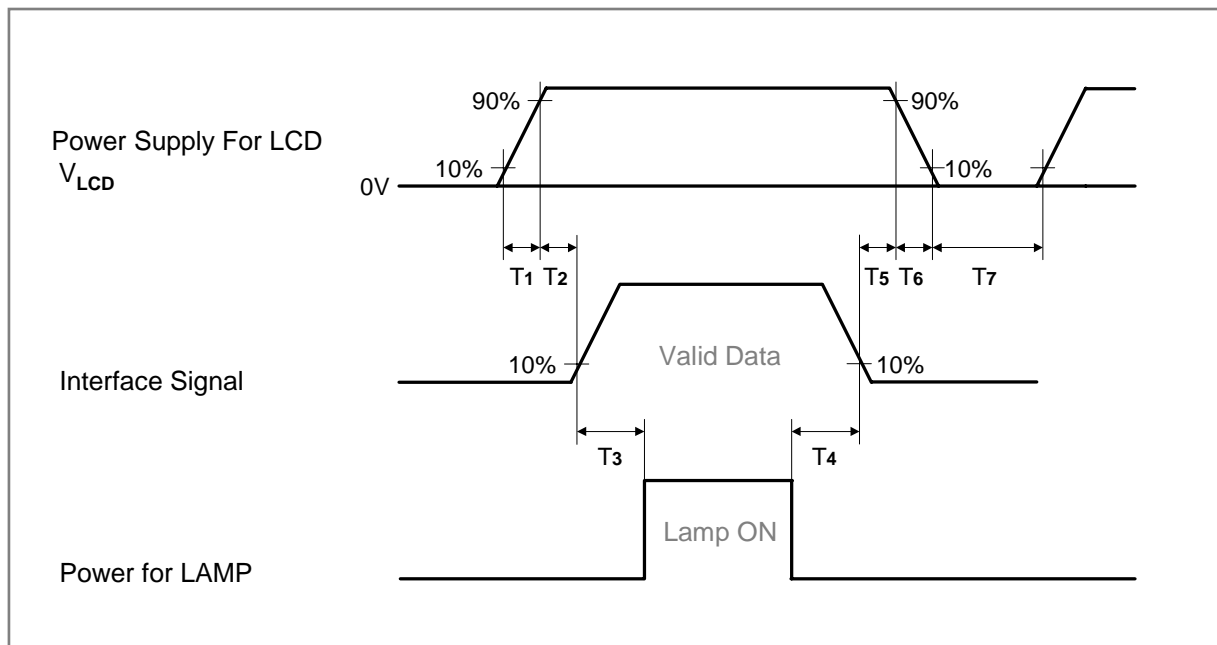 90%
90%
Power Supply For LCD
VLCD
10%
10%
0V
T1
T2
T5
T6
T7
Valid Data
10%
10%
Interface Signal
T3
T4
Lamp ON
Power for LAMP